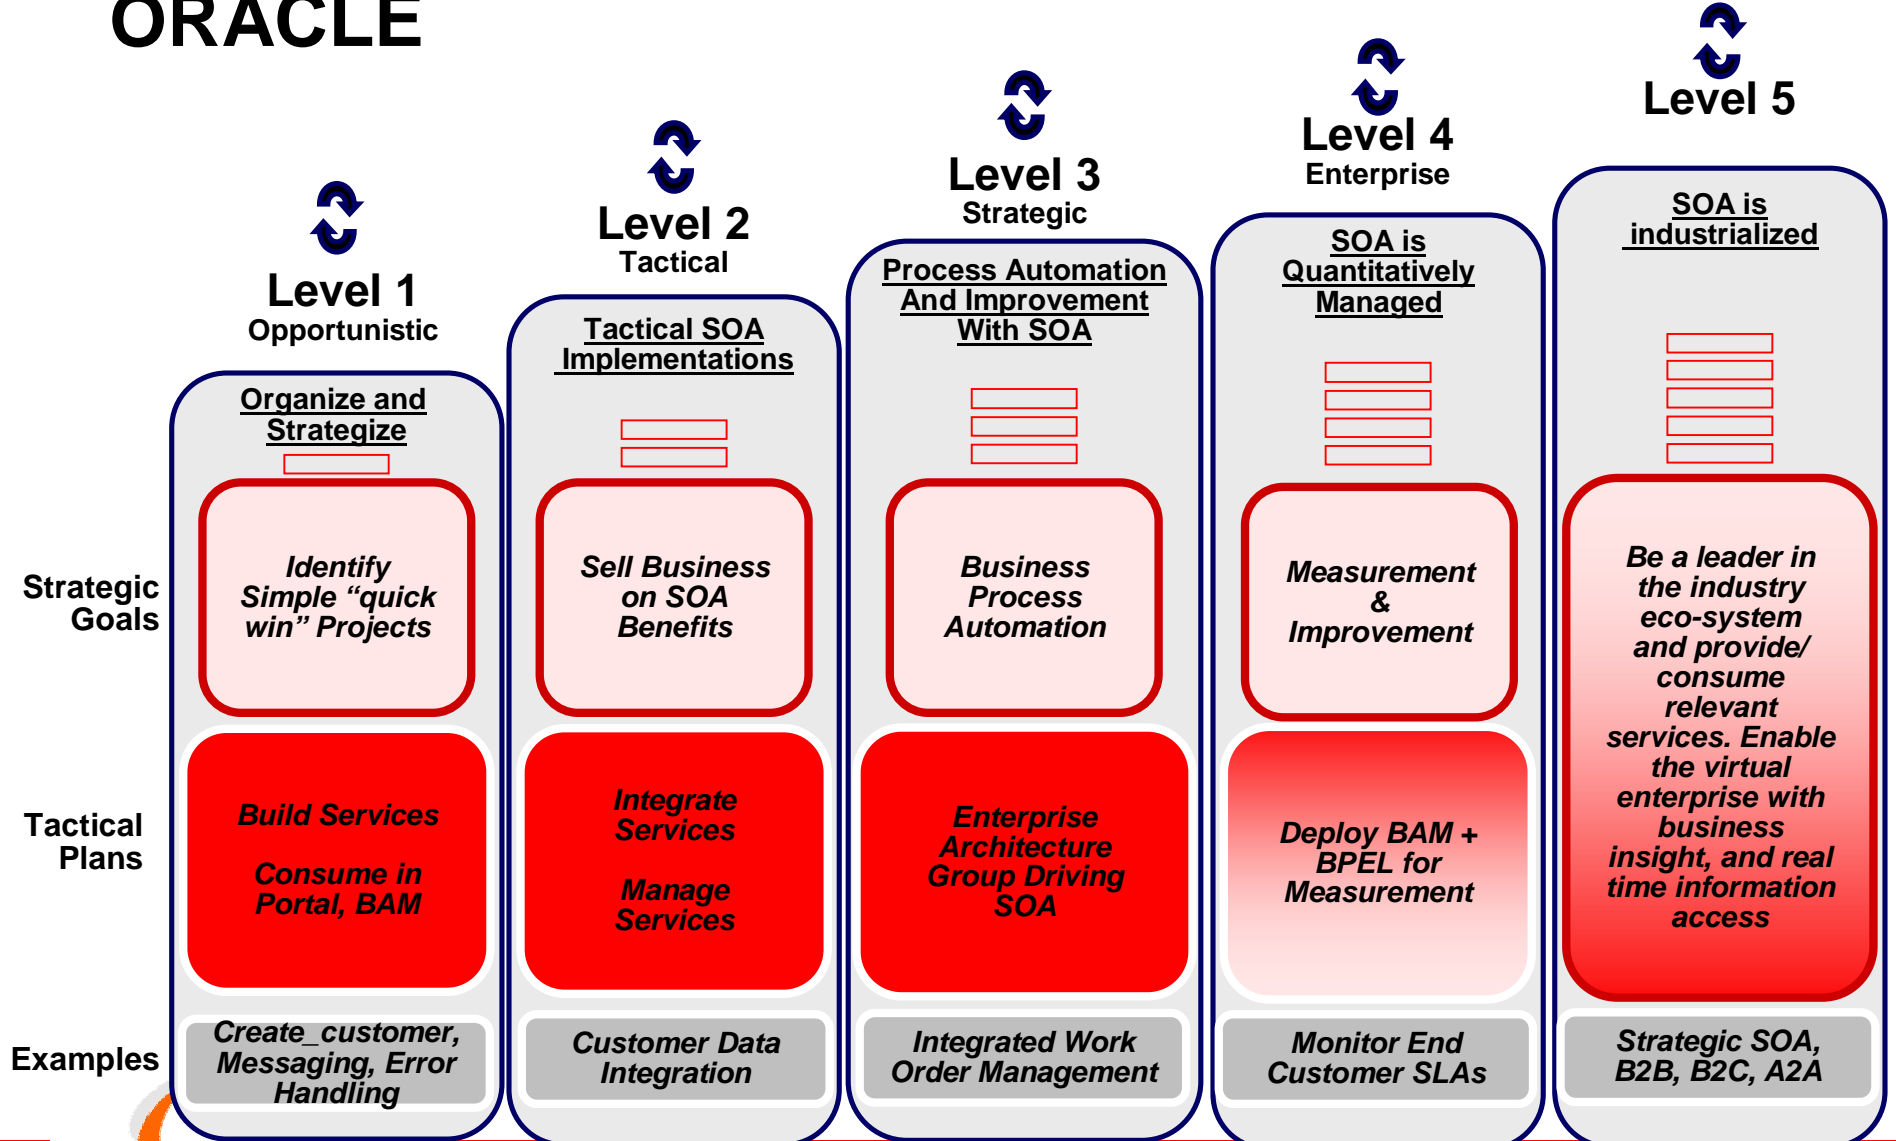 ORACLE
Level 1
Opportunistic
Organize and
Strategize
Level 2
Tactical
Tactical SOA
Implementations
Level 3
Strategic
Process Automation
And Improvement
With SOA
Level 4
Enterprise
SOA is
Quantitatively
Managed
Level 5
SOA is
industrialized
Strategic
Goals
Identify
Simple “quick
win” Projects
Sell Business
on SOA
Benefits
Business
Process
Automation
Measurement
&
Improvement
Be a leader in
the industry
eco-system
and provide/
consume
relevant
services. Enable
the virtual
enterprise with
business
insight, and real
time information
access
Tactical
Plans
Build Services
Consume in
Portal, BAM
Integrate
Services
Manage
Services
Enterprise
Architecture
Group Driving
SOA
Deploy BAM +
BPEL for
Measurement
Examples
Create_customer,
Messaging, Error
Handling
Customer Data
Integration
Integrated Work
Order Management
Monitor End
Customer SLAs
Strategic SOA,
B2B, B2C, A2A